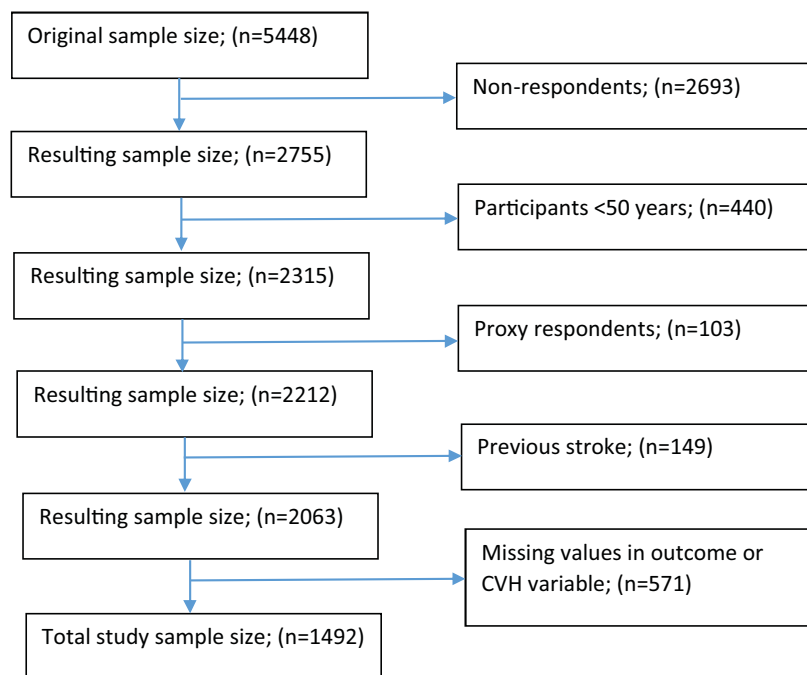 Original sample size; (n=5448)
Non-respondents; (n=2693)
Resulting sample size; (n=2755)
Participants <50 years; (n=440)
Resulting sample size; (n=2315)
Proxy respondents; (n=103)
Resulting sample size; (n=2212)
Previous stroke; (n=149)
Resulting sample size; (n=2063)
Missing values in outcome or
CVH variable; (n=571)
Total study sample size; (n=1492)